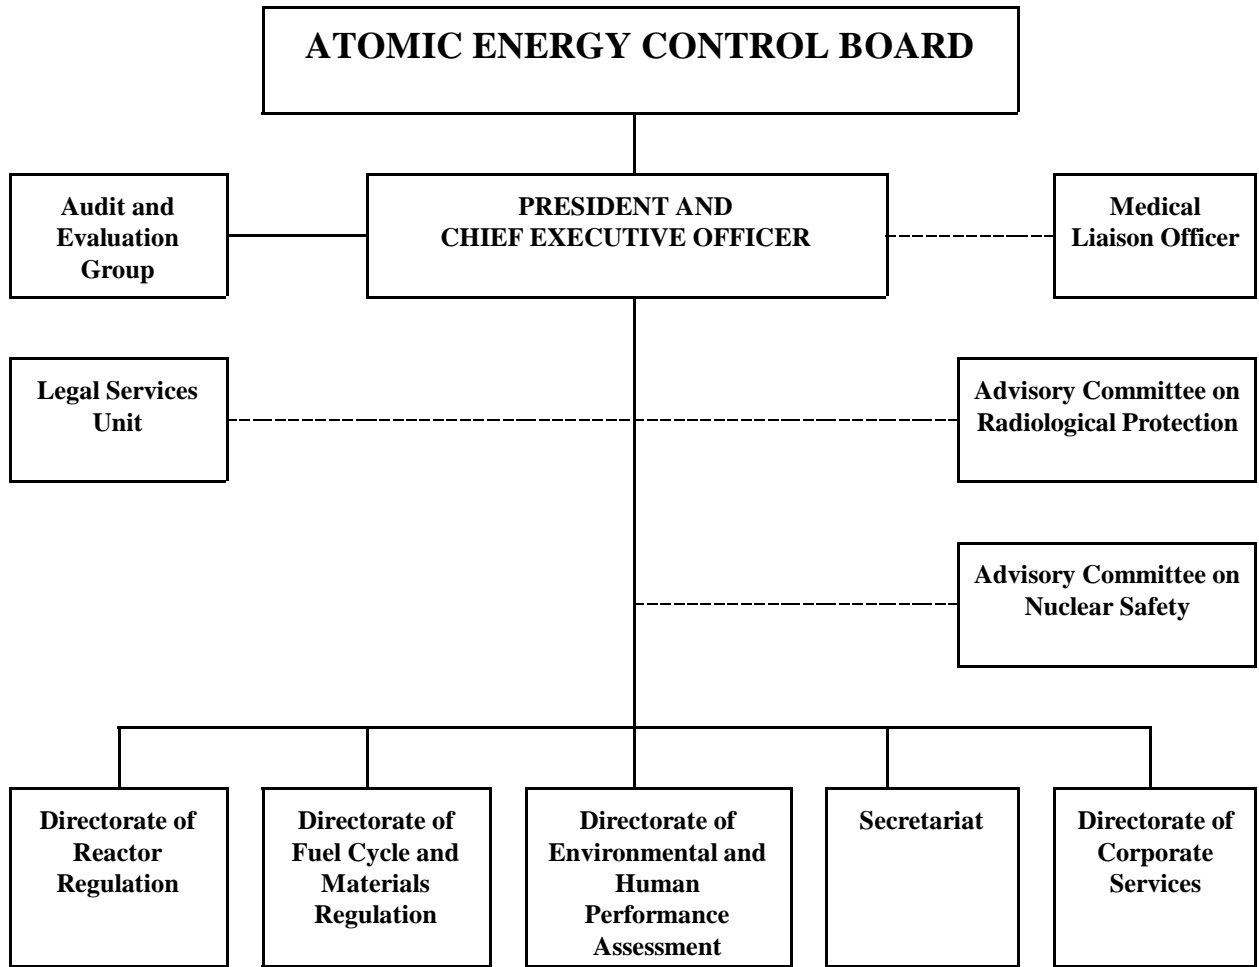 ATOMIC ENERGY CONTROL BOARD
Audit and
Evaluation
Group
PRESIDENT AND
CHIEF EXECUTIVE OFFICER
Medical
Liaison Officer
Legal Services
Unit
Advisory Committee on
Radiological Protection
Advisory Committee on
Nuclear Safety
Directorate of
Reactor
Regulation
Directorate of
Fuel Cycle and
Materials
Regulation
Directorate of
Environmental and
Human
Performance
Assessment
Secretariat
Directorate of
Corporate
Services